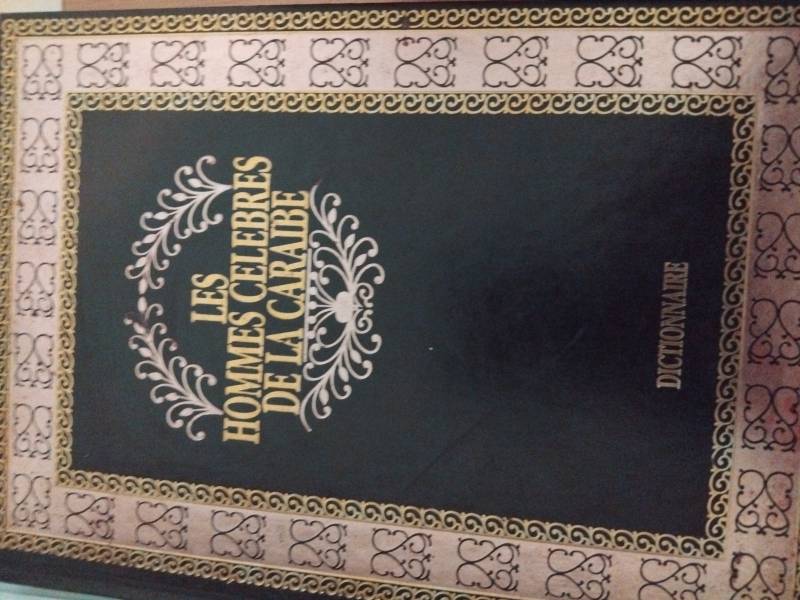 LES
HOMMES CELEBRES
DE LA CARAIBE
DICTIONNAIRE